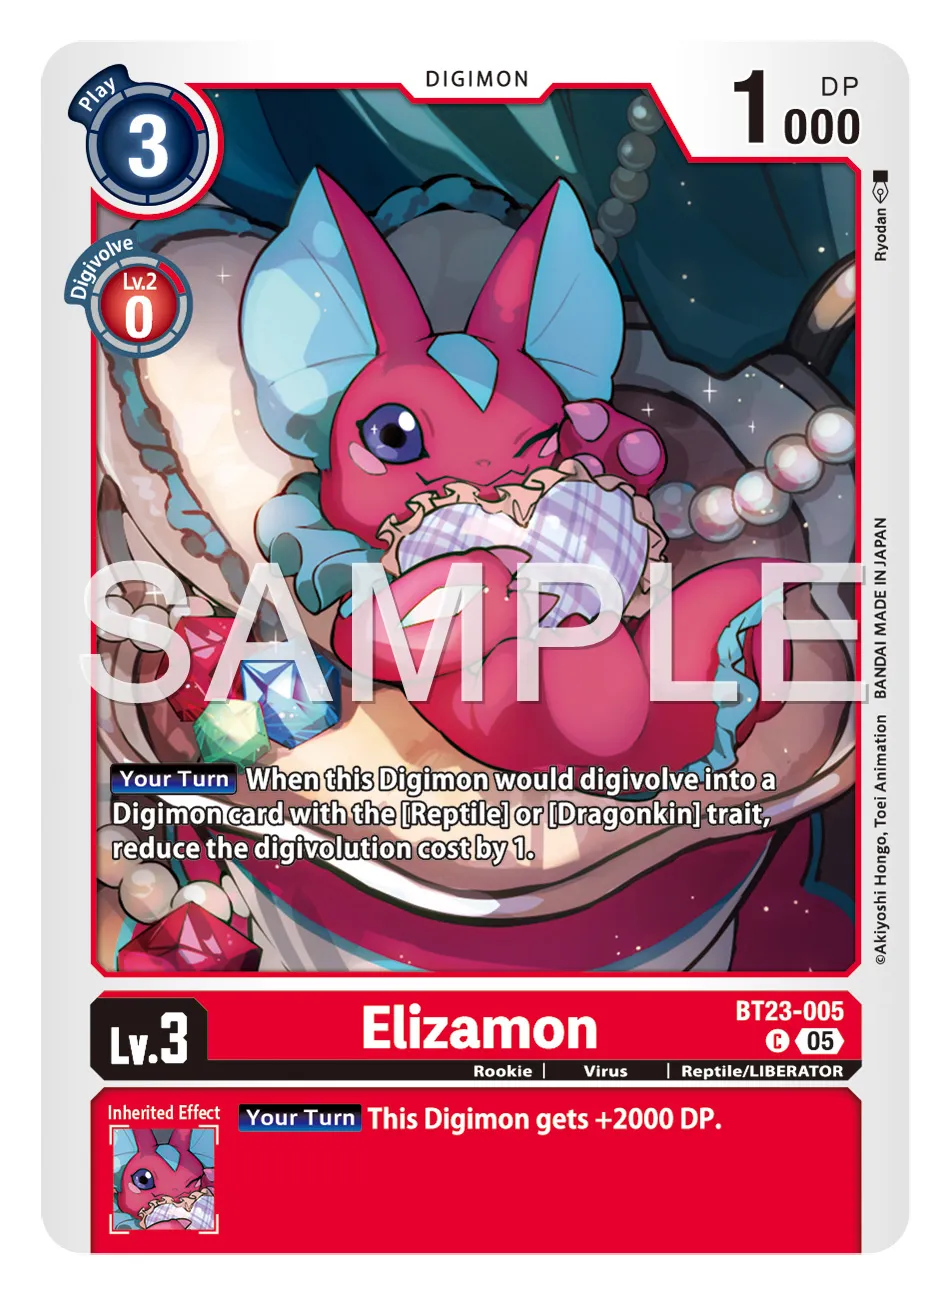 DIGIMON
Play
3
1000
DP
Digivolve
Lv.2
0
Ryodan
SAMPLE
Your Turn When this Digimon would digivolve into a
Digimon card with the [Reptile] or [Dragonkin] trait,
reduce the digivolution cost by 1.
©Akiyoshi Hongo, Toei Animation BANDAI MADE IN JAPAN
Lv.3
Elizamon
BT23-005
C 05
Rookie | Virus | Reptile/LIBERATOR
Inherited Effect
Your Turn This Digimon gets +2000 DP.